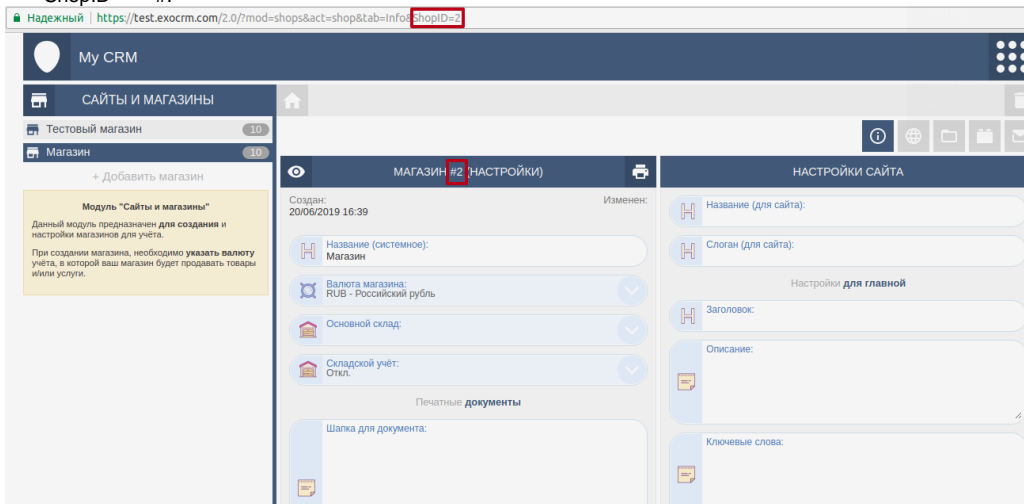 ShopID #.
Надежный | https://test.exocrm.com/2.0/?mod=shops&act=shop&tab=Info&ShopID=2
My CRM
САЙТЫ И МАГАЗИНЫ
Тестовый магазин 10
Магазин 10
+ Добавить магазин
Модуль "Сайты и магазины"
Данный модуль предназначен для создания и
настройки магазинов для учёта.
При создании магазина, необходимо указать валюту
учёта, в которой ваш магазин будет продавать товары
и/или услуги.
МАГАЗИН #2 (НАСТРОЙКИ)
Создан: Изменен:
20/06/2019 16:39
Название (системное):
Магазин
Валюта магазина:
RUB - Российский рубль
Основной склад:
Складской учёт:
Откл.
Печатные документы
Шапка для документа:
НАСТРОЙКИ САЙТА
Название (для сайта):
Слоган (для сайта):
Настройки для главной
Заголовок:
Описание:
Ключевые слова: